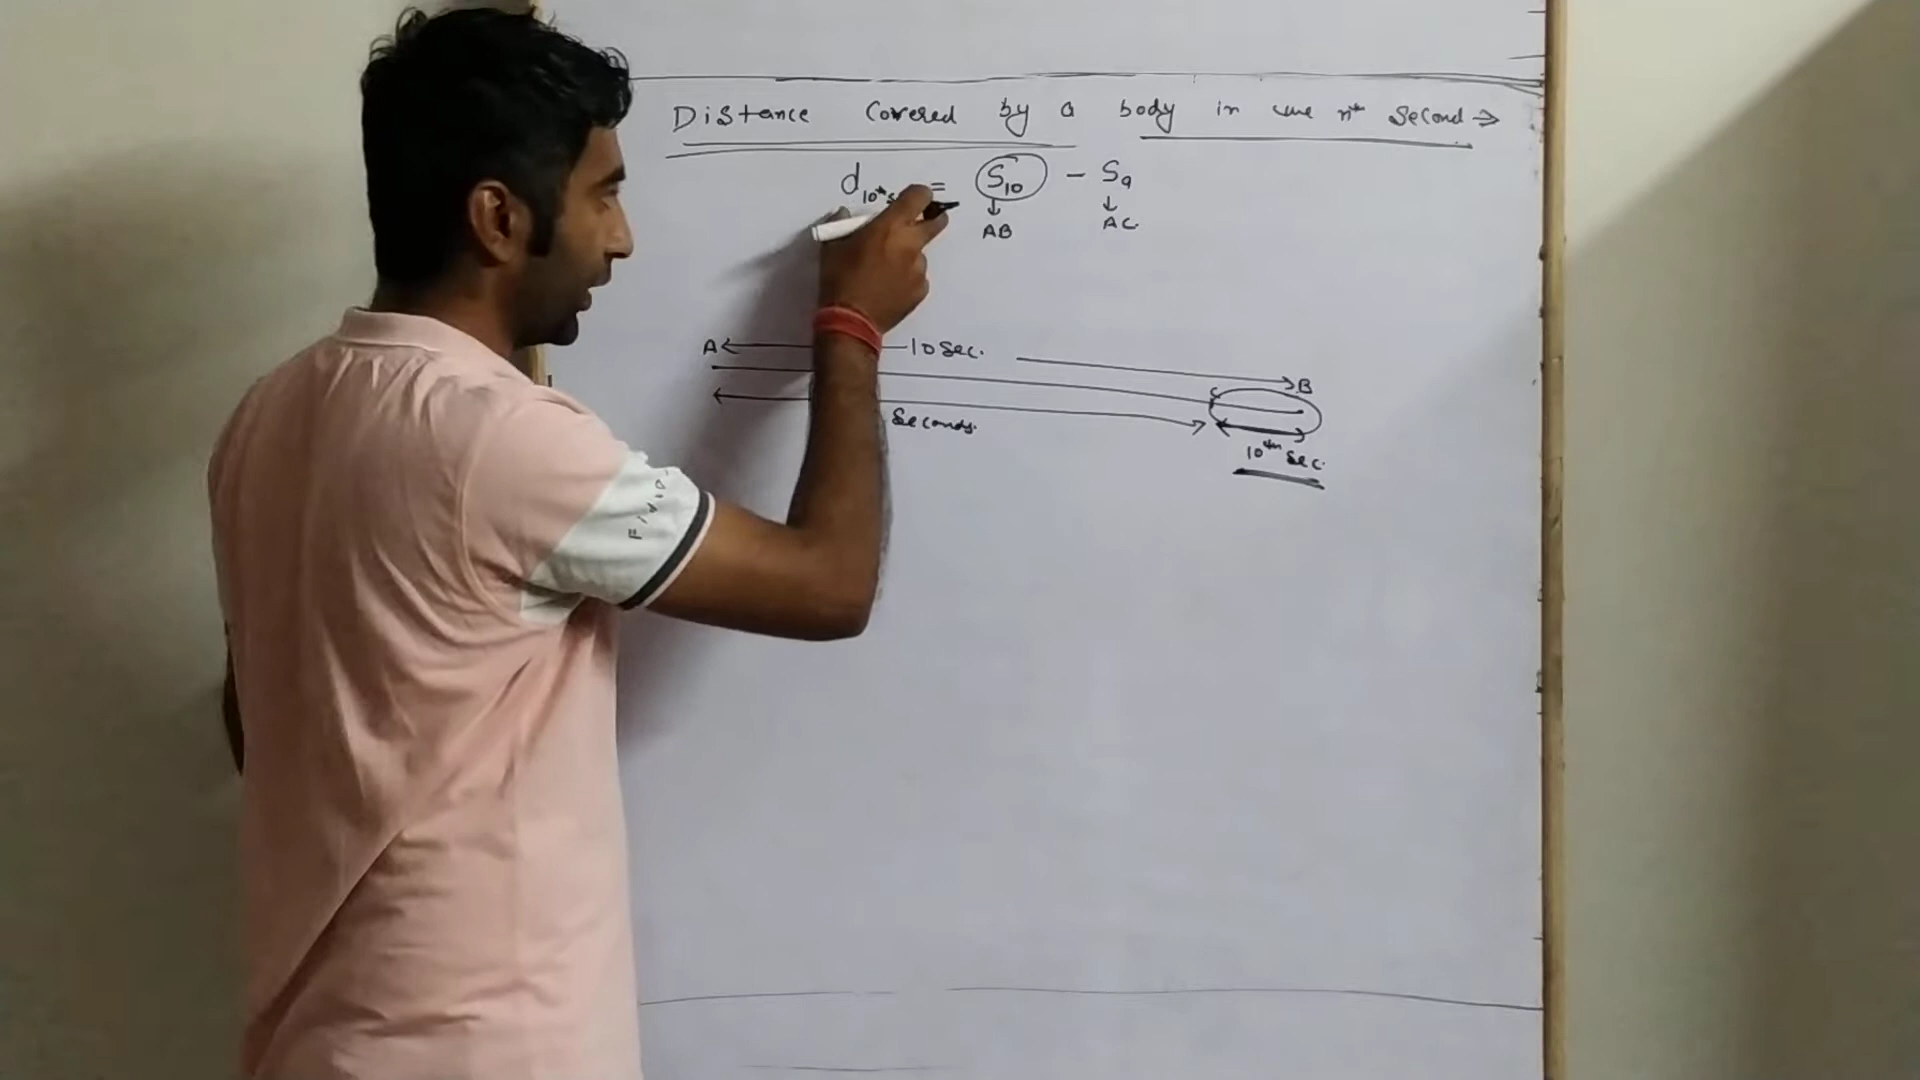 Distance Covered by a body in the nth Second →
= S10 - S9
↓ ↓
AB AC
A 10 Sec. B
C
Seconds.
10th Sec.